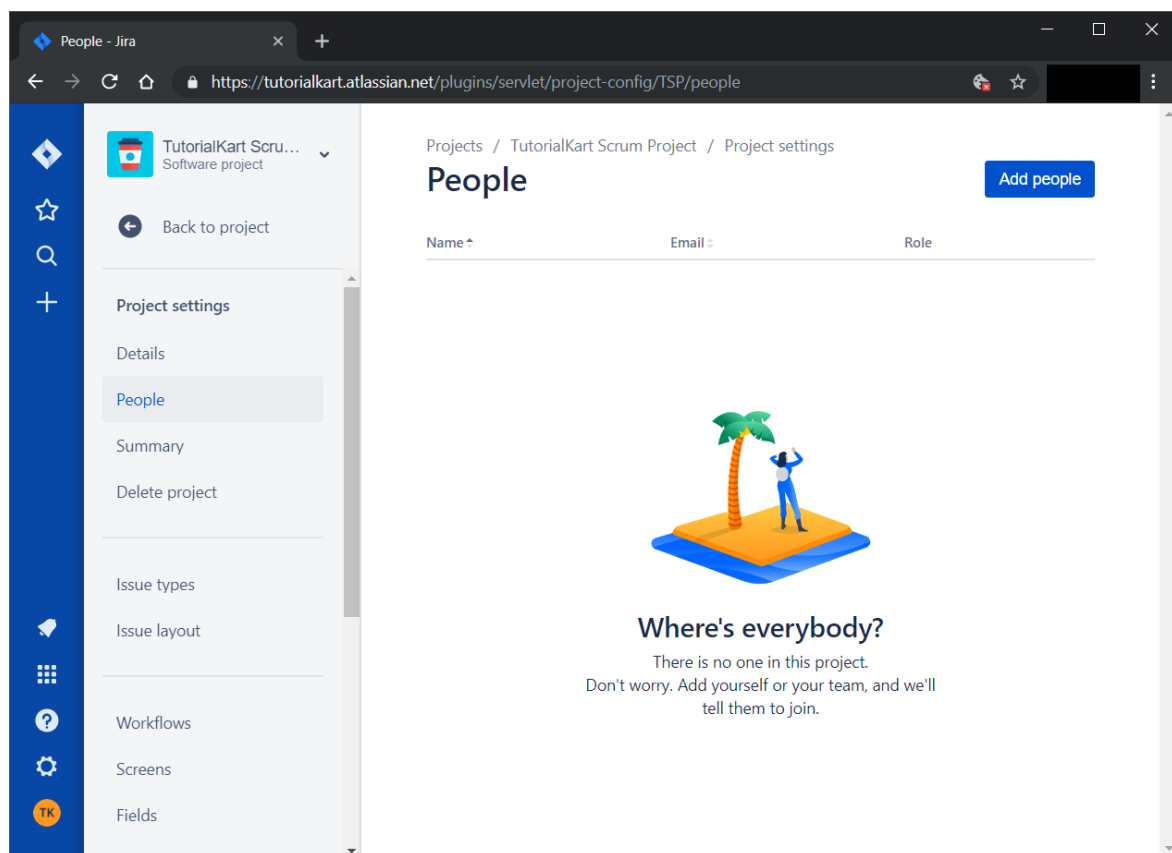 People - Jira
https://tutorialkart.atlassian.net/plugins/servlet/project-config/TSP/people
TutorialKart Scru...
Software project
Back to project
Project settings
Details
People
Summary
Delete project
Issue types
Issue layout
Workflows
Screens
Fields
TK
Projects / TutorialKart Scrum Project / Project settings
People
Add people
Name Email Role
Where's everybody?
There is no one in this project.
Don't worry. Add yourself or your team, and we'll
tell them to join.